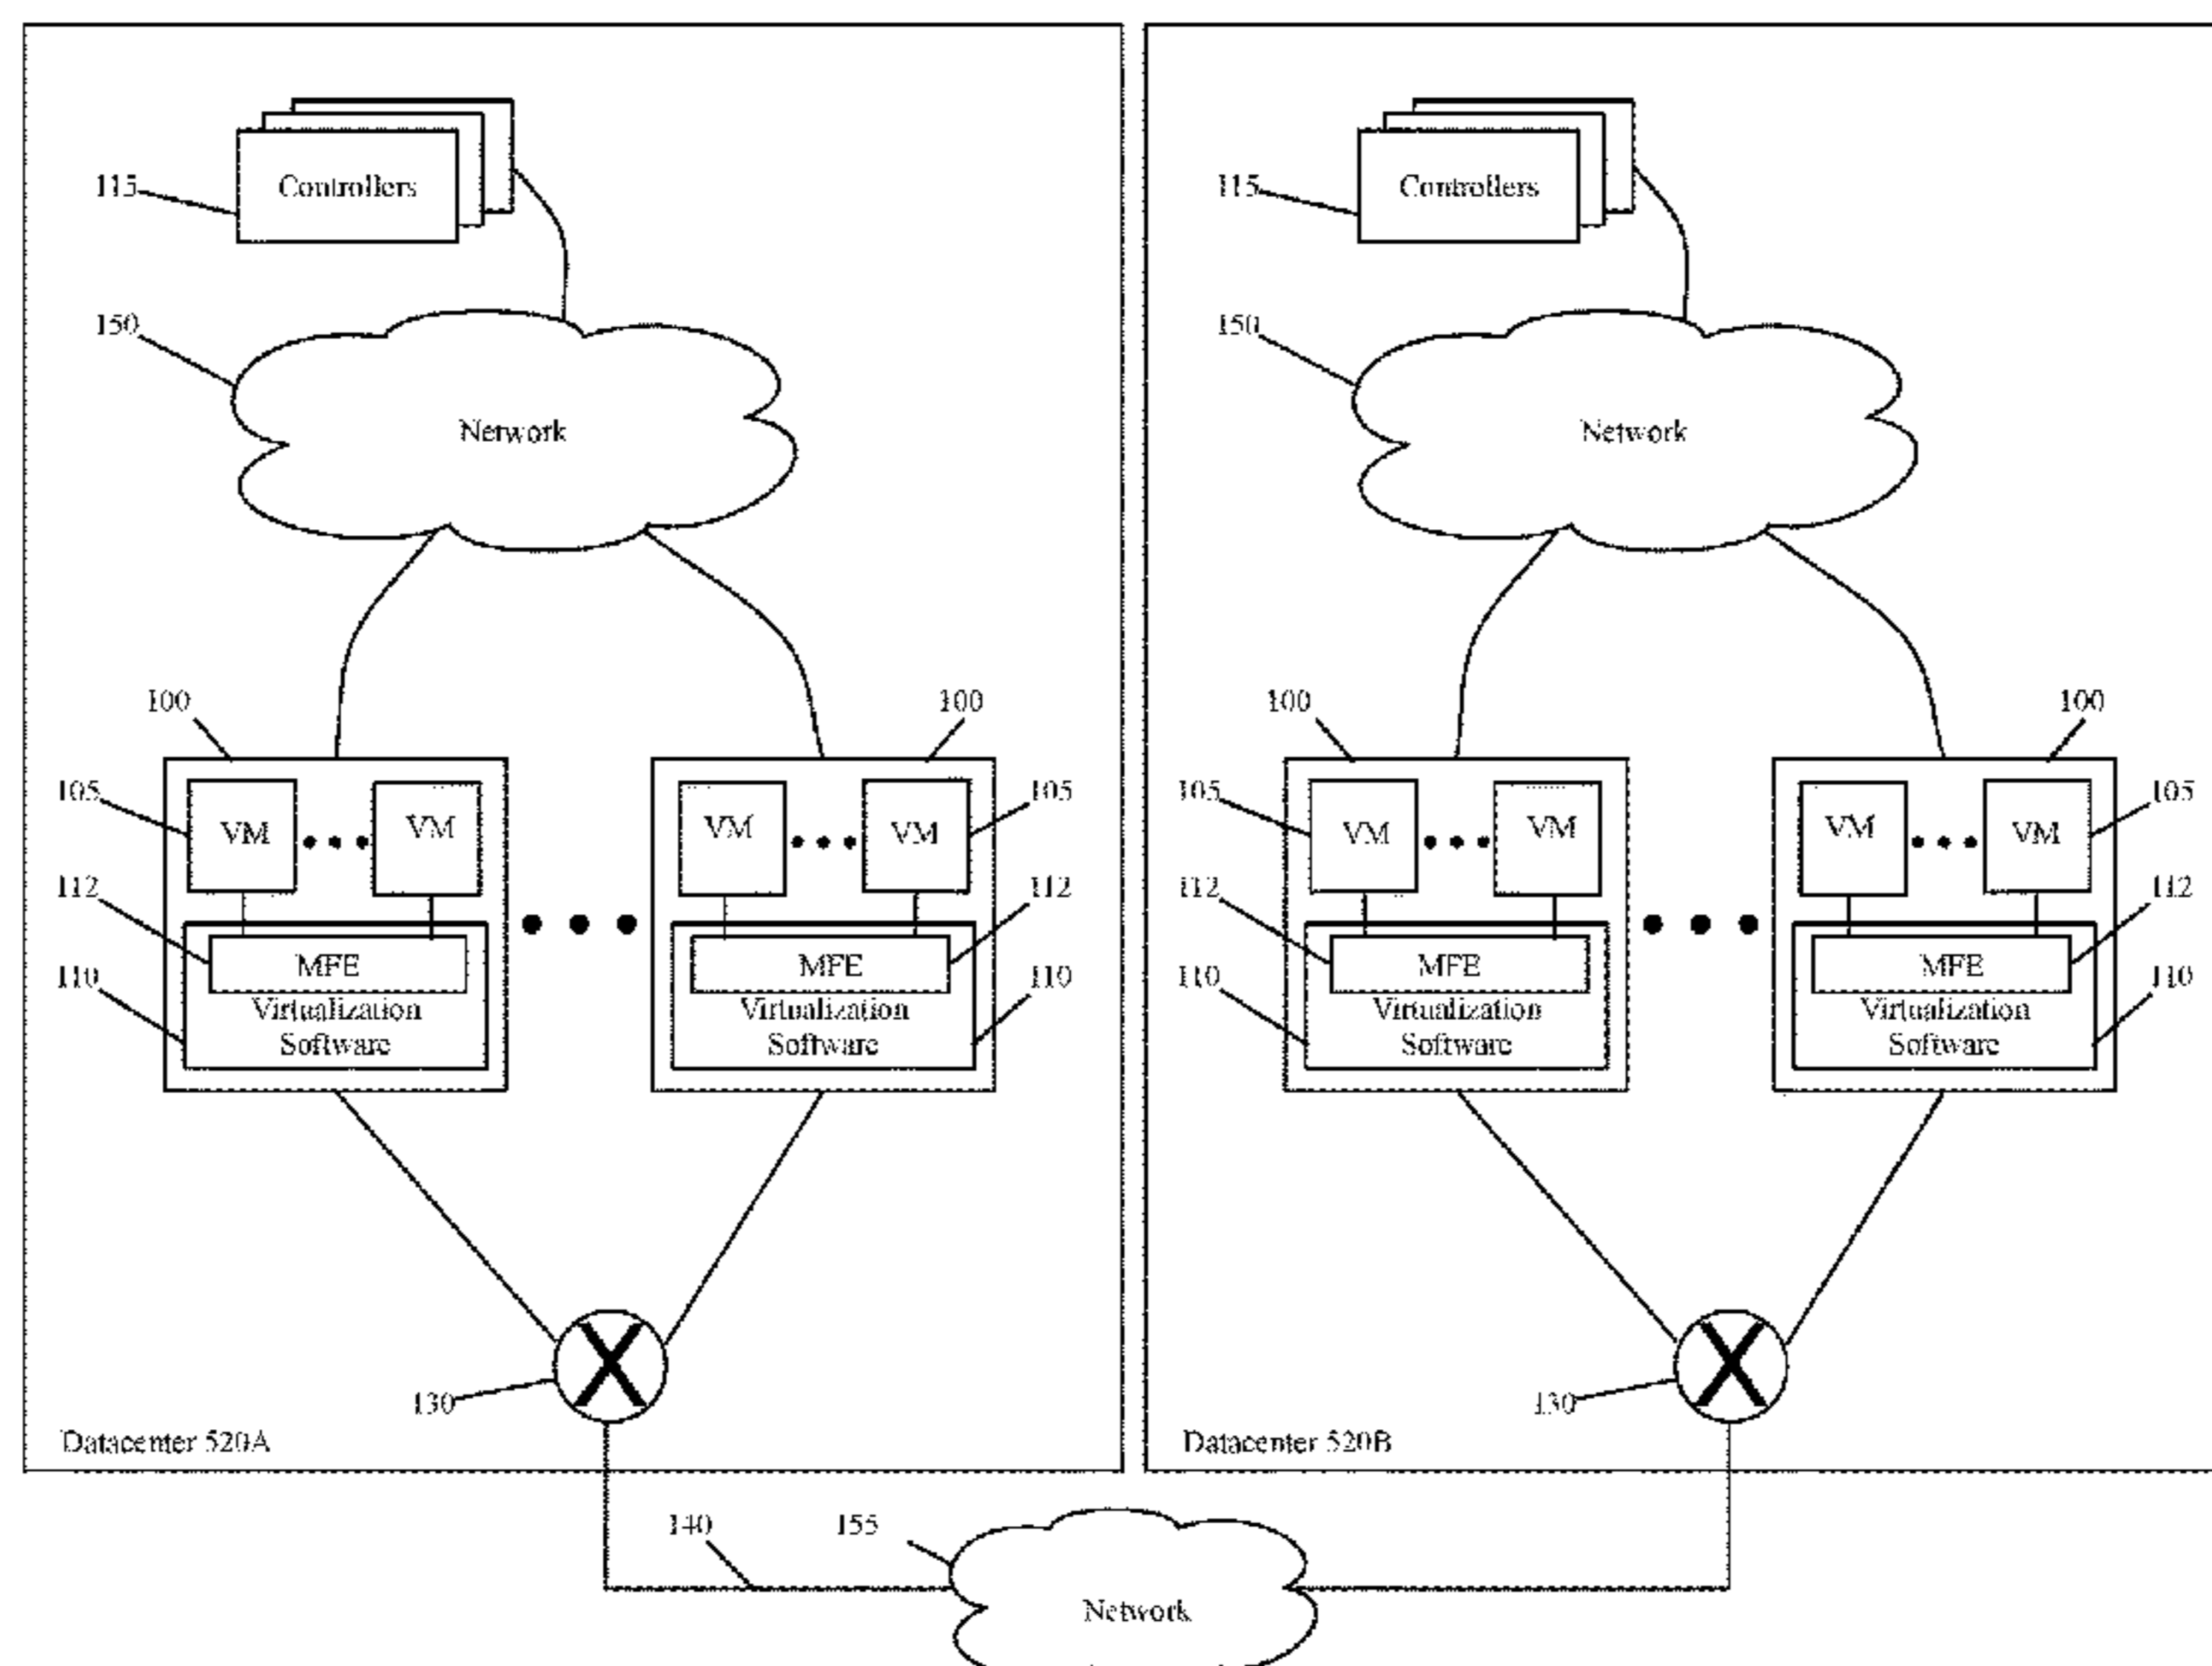 115
Controllers
150
Network
100
100
105
VM
VM
VM
VM
105
112
MFE
MFE
112
110
Virtualization
Software
Virtualization
Software
110
130
Datacenter 520A
115
Controllers
150
Network
100
100
105
VM
VM
VM
VM
105
112
MFE
MFE
112
110
Virtualization
Software
Virtualization
Software
110
130
Datacenter 520B
140
155
Network